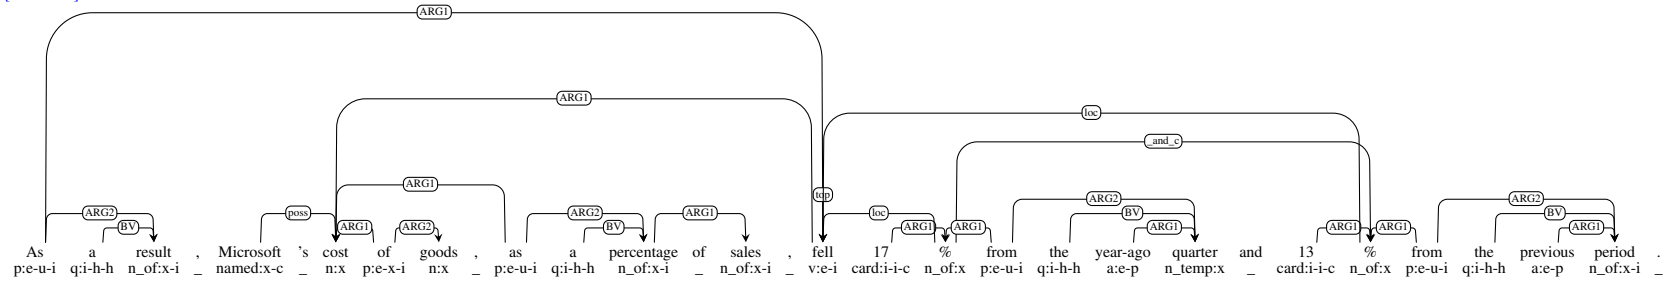 ARG1
ARG1
loc
_and_c
ARG1
top
ARG2 ARG2 ARG2
ARG2 poss ARG2 ARG1 loc BV BV
BV ARG1 ARG2 BV ARG1 ARG1 ARG1 ARG1 ARG1 ARG1
As a result , Microsoft 's cost of goods , as a percentage of sales , fell 17 % from the year-ago quarter and 13 % from the previous period .
p:e-u-i q:i-h-h n_of:x-i _ named:x-c _ n:x p:e-x-i n:x _ p:e-u-i q:i-h-h n_of:x-i _ n_of:x-i _ v:e-i card:i-i-c n_of:x p:e-u-i q:i-h-h a:e-p n_temp:x _ card:i-i-c n_of:x p:e-u-i q:i-h-h a:e-p n_of:x-i _